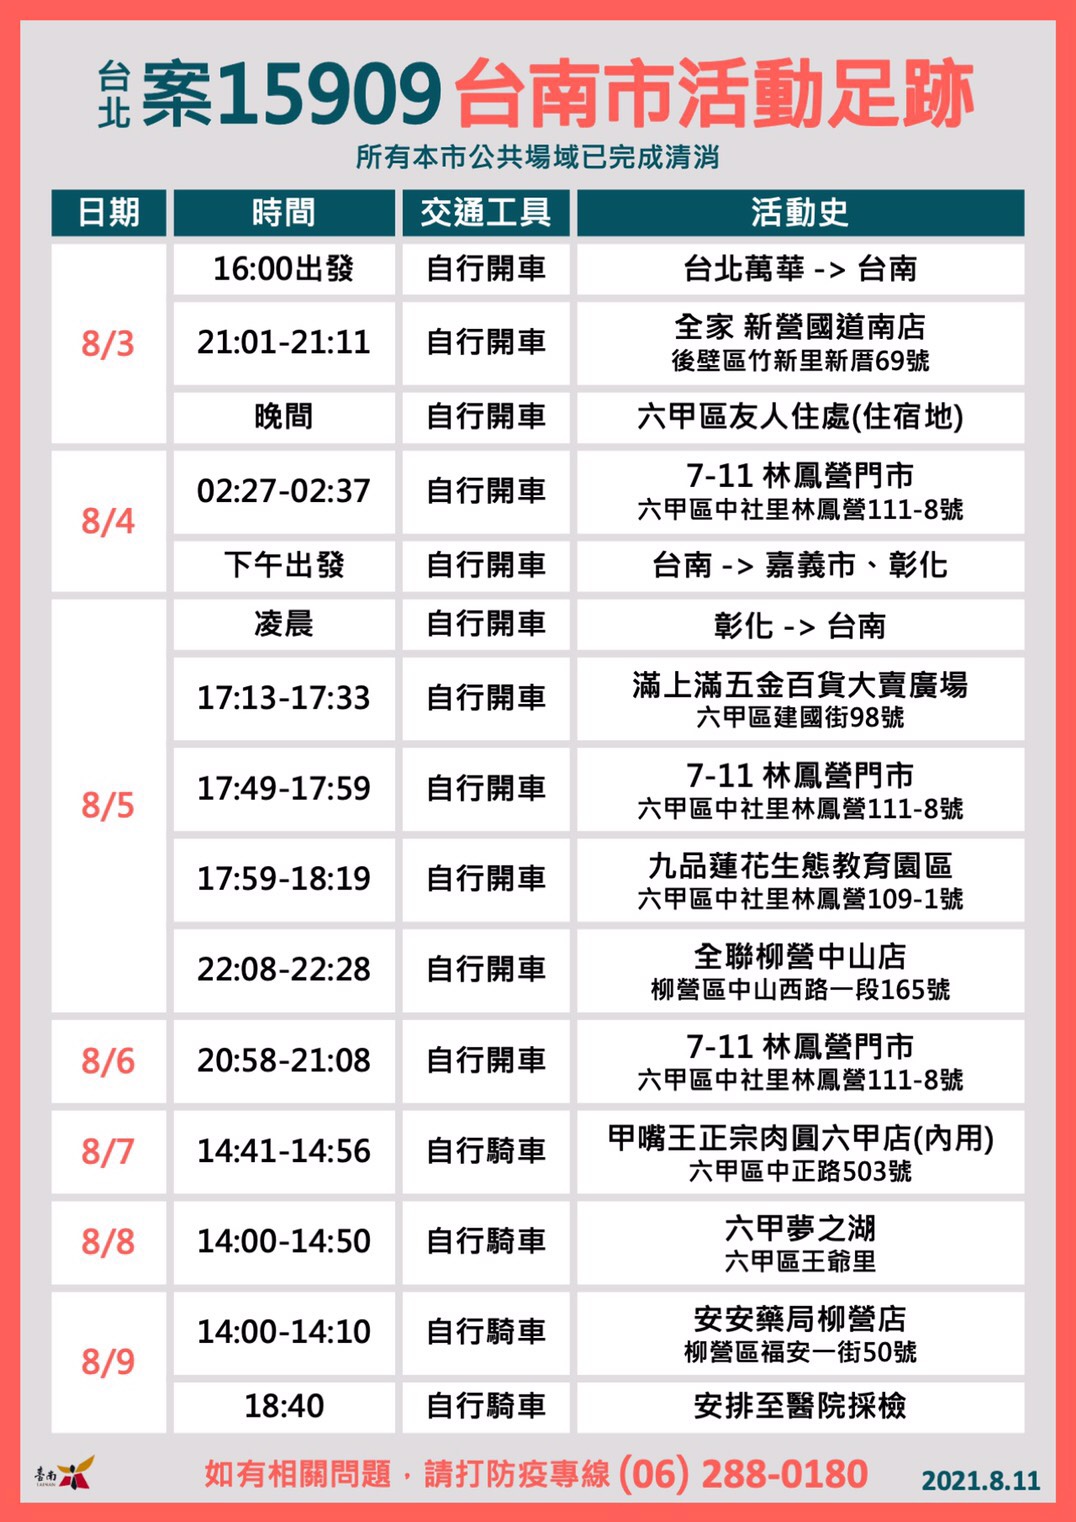 台北 案15909 台南市活動足跡
所有本市公共場域已完成清消
日期 時間 交通工具 活動史
8/3 16:00出發 自行開車 台北萬華 -> 台南
21:01-21:11 自行開車 全家 新營國道南店
後壁區竹新里新厝69號
晚間 自行開車 六甲區友人住處(住宿地)
8/4 02:27-02:37 自行開車 7-11 林鳳營門市
六甲區中社里林鳳營111-8號
下午出發 自行開車 台南 -> 嘉義市、彰化
8/5 凌晨 自行開車 彰化 -> 台南
17:13-17:33 自行開車 滿上滿五金百貨大賣廣場
六甲區建國街98號
17:49-17:59 自行開車 7-11 林鳳營門市
六甲區中社里林鳳營111-8號
17:59-18:19 自行開車 九品蓮花生態教育園區
六甲區中社里林鳳營109-1號
22:08-22:28 自行開車 全聯柳營中山店
柳營區中山西路一段165號
8/6 20:58-21:08 自行開車 7-11 林鳳營門市
六甲區中社里林鳳營111-8號
8/7 14:41-14:56 自行騎車 甲嘴王正宗肉圓六甲店(內用)
六甲區中正路503號
8/8 14:00-14:50 自行騎車 六甲夢之湖
六甲區王爺里
8/9 14:00-14:10 自行騎車 安安藥局柳營店
柳營區福安一街50號
18:40 自行騎車 安排至醫院採檢
臺南
TAINAN
如有相關問題，請打防疫專線 (06) 288-0180
2021.8.11